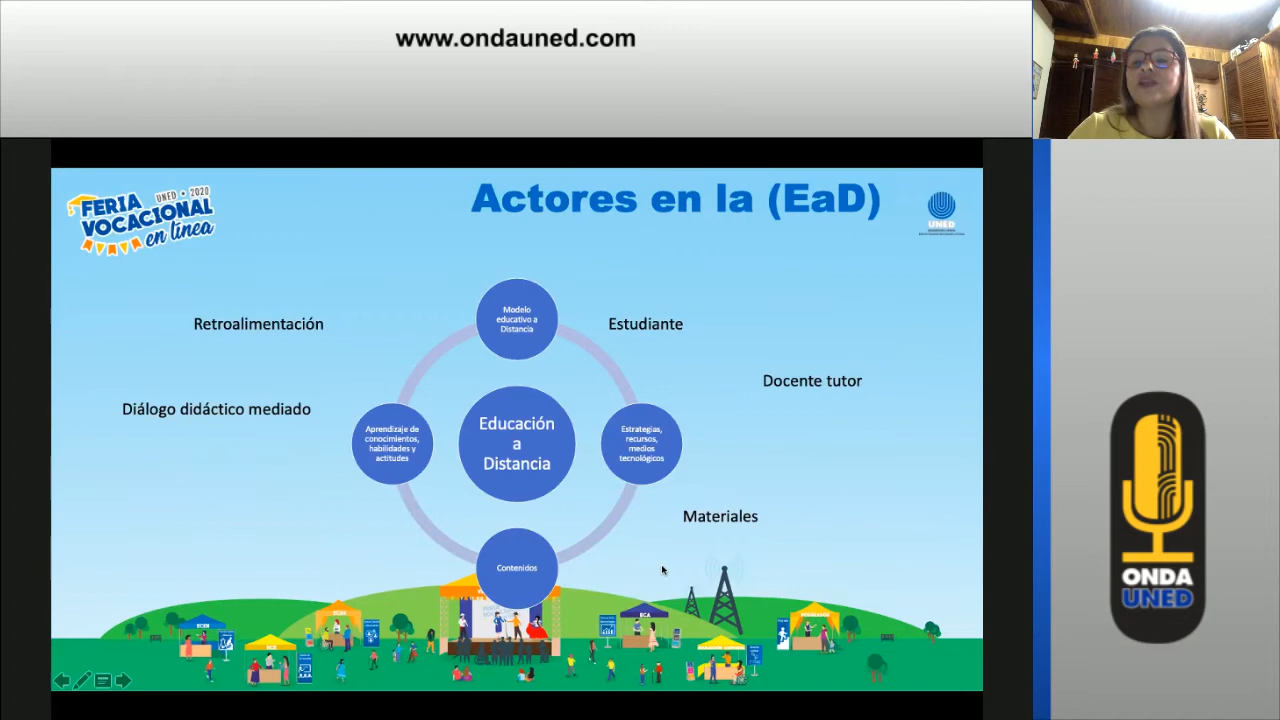 www.ondauned.com
FERIA
VOCACIONAL
en línea
UNED • 2020
Actores en la (EaD)
UNED
Modelo
educativo a
Distancia
Retroalimentación
Estudiante
Docente tutor
Diálogo didáctico mediado
Aprendizaje de
conocimientos,
habilidades y
actitudes
Educación
a
Distancia
Estrategias,
recursos,
medios
tecnológicos
Materiales
Contenidos
ECA
ONDA
UNED